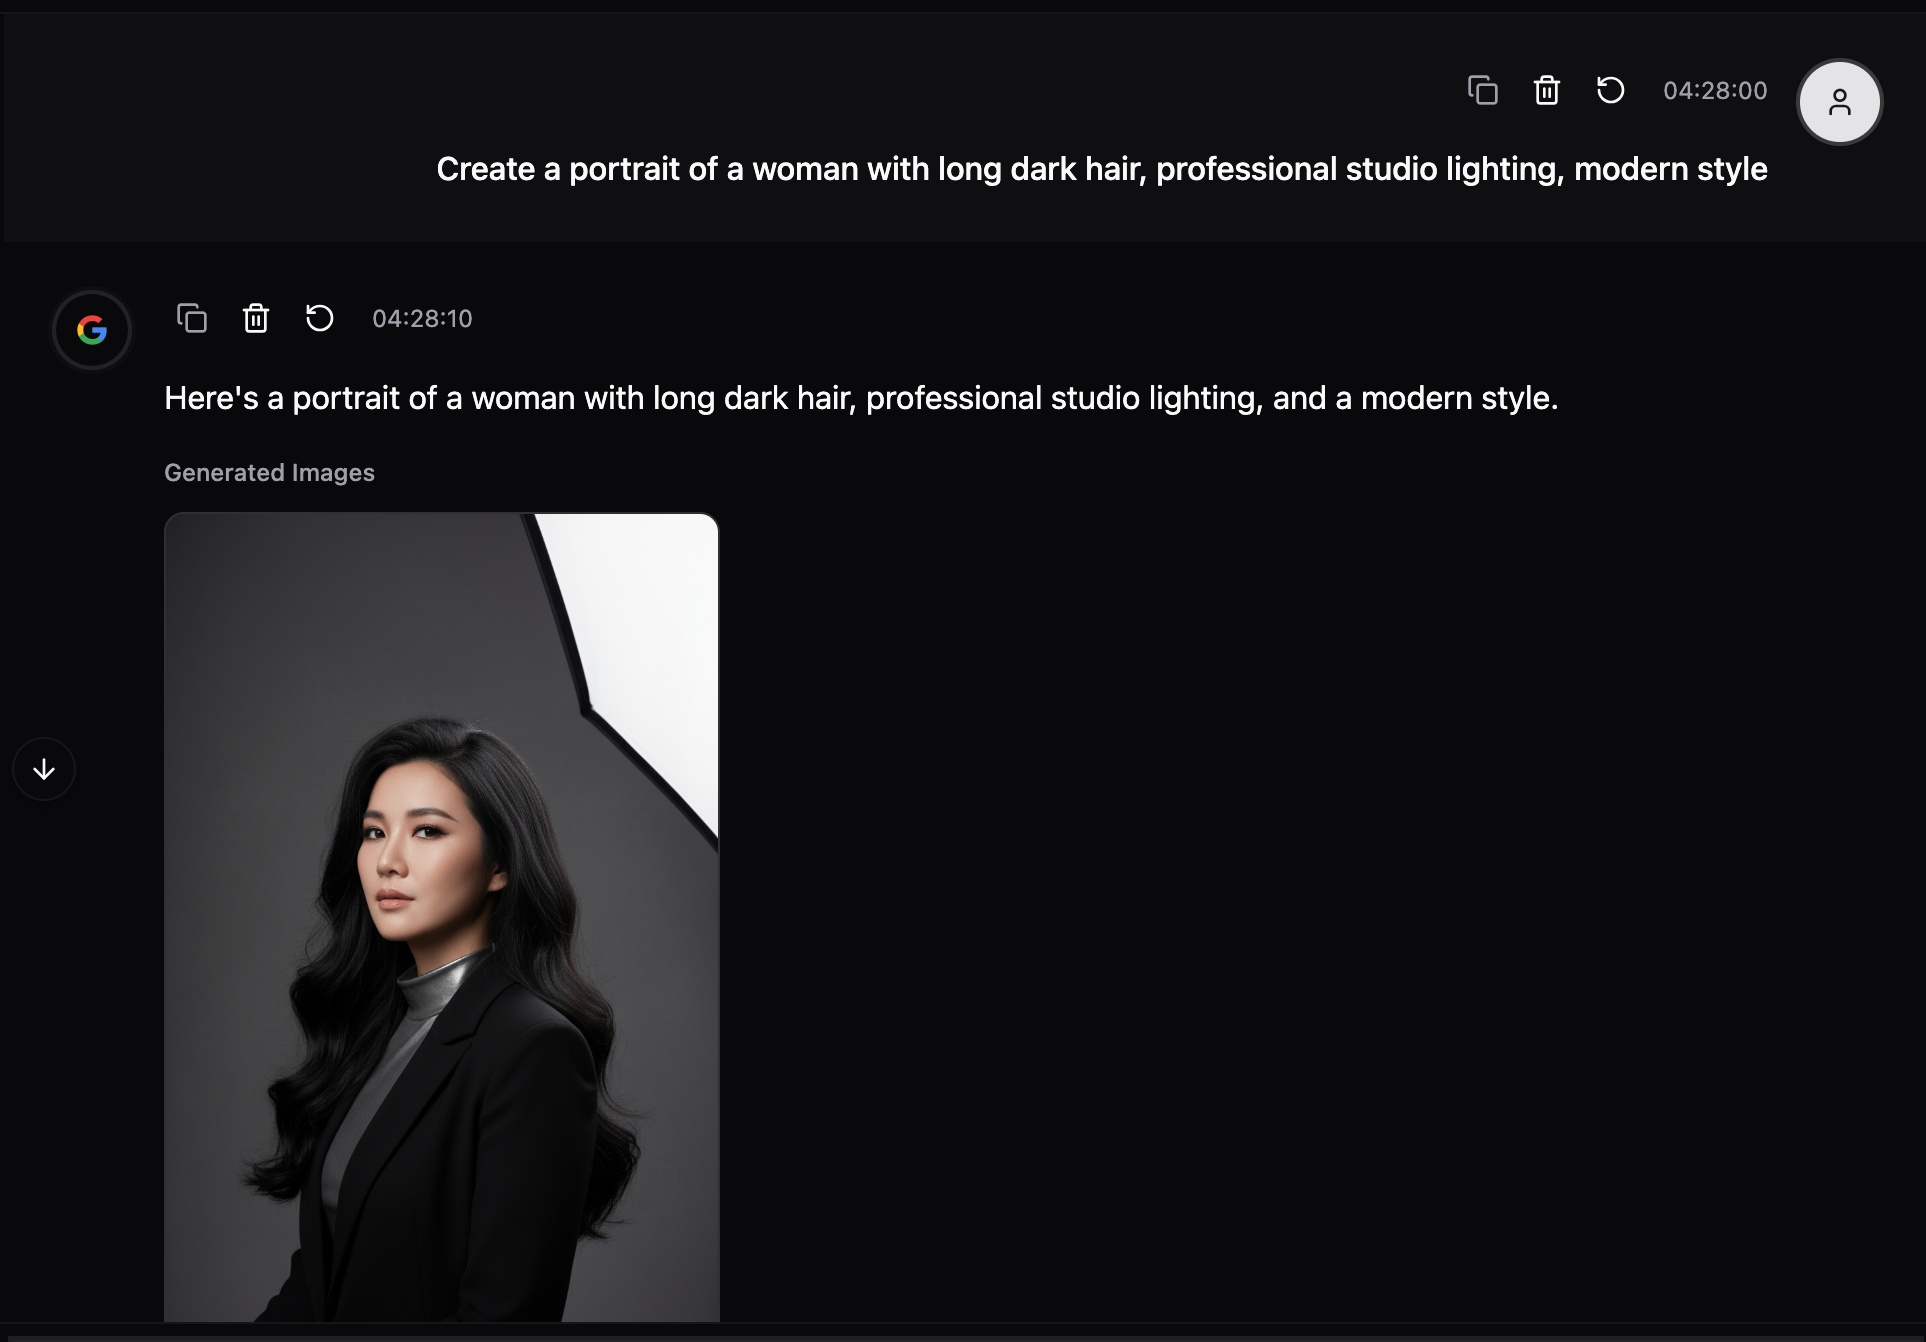 04:28:00
Create a portrait of a woman with long dark hair, professional studio lighting, modern style
04:28:10
Here's a portrait of a woman with long dark hair, professional studio lighting, and a modern style.
Generated Images